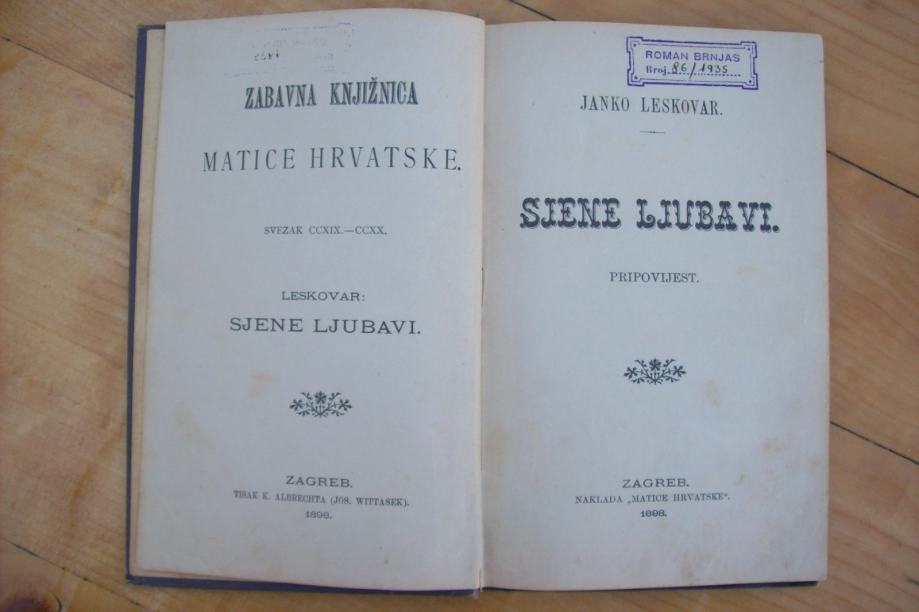 ZABAVNA KNJIŽNICA
MATICE HRVATSKE.
SVEZAK CCXIX.—CCXX.
LESKOVAR:
SJENE LJUBAVI.
ZAGREB.
TISAK K. ALBRECHTA (JOS. WITTASEK).
1898.
ROMAN BRNJAS
Broj 86/1935
JANKO LESKOVAR.
SJENE LJUBAVI.
PRIPOVIJEST.
ZAGREB.
NAKLADA „MATICE HRVATSKE“.
1898.